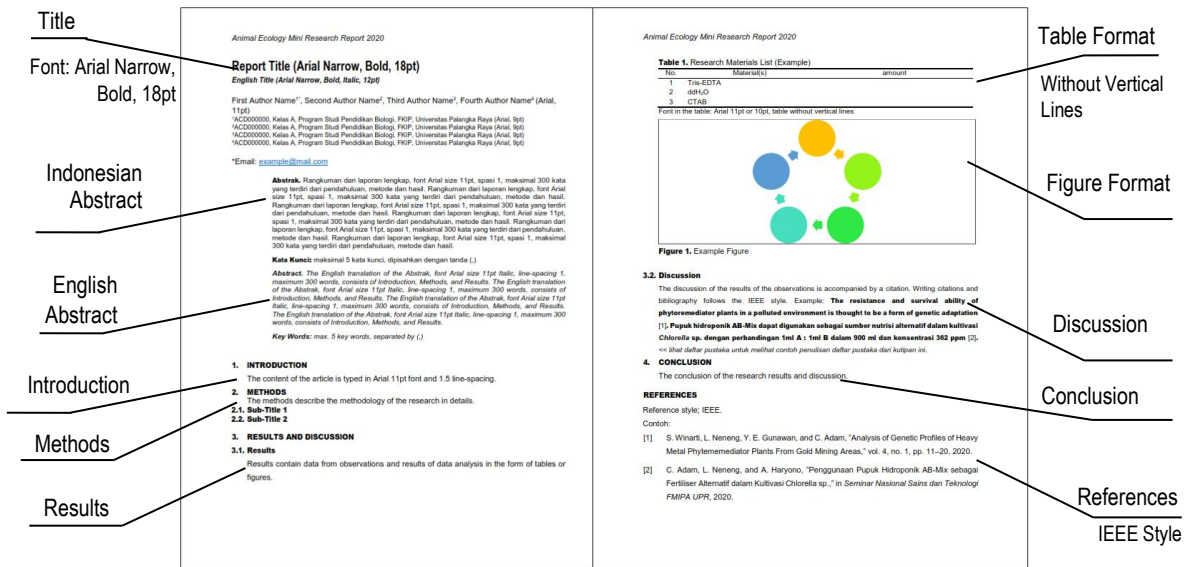 Title
Font: Arial Narrow,
Bold, 18pt
Indonesian
Abstract
English
Abstract
Introduction
Methods
Results
Animal Ecology Mini Research Report 2020
Report Title (Arial Narrow, Bold, 18pt)
English Title (Arial Narrow, Bold, Italic, 12pt)
First Author Name¹*, Second Author Name², Third Author Name³, Fourth Author Name⁴ (Arial,
11pt)
¹ACD000000, Kelas A, Program Studi Pendidikan Biologi, FKIP, Universitas Palangka Raya (Arial, 9pt)
²ACD000000, Kelas A, Program Studi Pendidikan Biologi, FKIP, Universitas Palangka Raya (Arial, 9pt)
³ACD000000, Kelas A, Program Studi Pendidikan Biologi, FKIP, Universitas Palangka Raya (Arial, 9pt)
⁴ACD000000, Kelas A, Program Studi Pendidikan Biologi, FKIP, Universitas Palangka Raya (Arial, 9pt)
*Email: example@mail.com
Abstrak. Rangkuman dari laporan lengkap, font Arial size 11pt, spasi 1, maksimal 300 kata
yang terdiri dari pendahuluan, metode dan hasil. Rangkuman dari laporan lengkap, font Arial
size 11pt, spasi 1, maksimal 300 kata yang terdiri dari pendahuluan, metode dan hasil.
Rangkuman dari laporan lengkap, font Arial size 11pt, spasi 1, maksimal 300 kata yang terdiri
dari pendahuluan, metode dan hasil. Rangkuman dari laporan lengkap, font Arial size 11pt,
spasi 1, maksimal 300 kata yang terdiri dari pendahuluan, metode dan hasil. Rangkuman dari
laporan lengkap, font Arial size 11pt, spasi 1, maksimal 300 kata yang terdiri dari pendahuluan,
metode dan hasil. Rangkuman dari laporan lengkap, font Arial size 11pt, spasi 1, maksimal
300 kata yang terdiri dari pendahuluan, metode dan hasil.
Kata Kunci: maksimal 5 kata kunci, dipisahkan dengan tanda (,)
Abstract. The English translation of the Abstrak, font Arial size 11pt Italic, line-spacing 1,
maximum 300 words, consists of Introduction, Methods, and Results. The English translation
of the Abstrak, font Arial size 11pt Italic, line-spacing 1, maximum 300 words, consists of
Introduction, Methods, and Results. The English translation of the Abstrak, font Arial size 11pt
Italic, line-spacing 1, maximum 300 words, consists of Introduction, Methods, and Results.
The English translation of the Abstrak, font Arial size 11pt Italic, line-spacing 1, maximum 300
words, consists of Introduction, Methods, and Results.
Key Words: max. 5 key words, separated by (,)
1. INTRODUCTION
The content of the article is typed in Arial 11pt font and 1.5 line-spacing.
2. METHODS
The methods describe the methodology of the research in details.
2.1. Sub-Title 1
2.2. Sub-Title 2
3. RESULTS AND DISCUSSION
3.1. Results
Results contain data from observations and results of data analysis in the form of tables or
figures.
Animal Ecology Mini Research Report 2020
Table 1. Research Materials List (Example)
No. Material(s) amount
1 Tris-EDTA
2 ddH₂O
3 CTAB
Font in the table: Arial 11pt or 10pt, table without vertical lines
Figure 1. Example Figure
3.2. Discussion
The discussion of the results of the observations is accompanied by a citation. Writing citations and
bibliography follows the IEEE style. Example: The resistance and survival ability of
phytoremediator plants in a polluted environment is thought to be a form of genetic adaptation
[1]. Pupuk hidroponik AB-Mix dapat digunakan sebagai sumber nutrisi alternatif dalam kultivasi
Chlorella sp. dengan perbandingan 1ml A : 1ml B dalam 900 ml dan konsentrasi 362 ppm [2].
<< lihat daftar pustaka untuk melihat contoh penulisan daftar pustaka dari kutipan ini.
4. CONCLUSION
The conclusion of the research results and discussion.
REFERENCES
Reference style; IEEE.
Contoh:
[1] S. Winarti, L. Neneng, Y. E. Gunawan, and C. Adam, "Analysis of Genetic Profiles of Heavy
Metal Phytememediator Plants From Gold Mining Areas," vol. 4, no. 1, pp. 11–20, 2020.
[2] C. Adam, L. Neneng, and A. Haryono, "Penggunaan Pupuk Hidroponik AB-Mix sebagai
Fertiliser Alternatif dalam Kultivasi Chlorella sp.," in Seminar Nasional Sains dan Teknologi
FMIPA UPR, 2020.
Table Format
Without Vertical
Lines
Figure Format
Discussion
Conclusion
References
IEEE Style